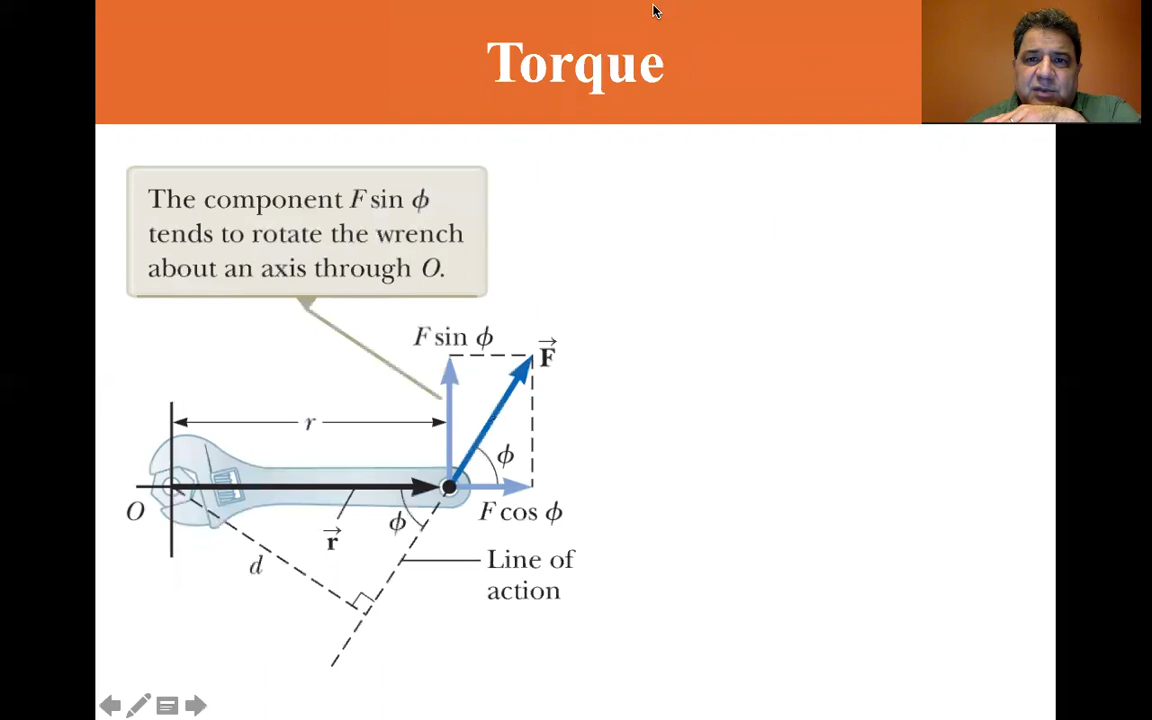 Torque
The component F sin ϕ
tends to rotate the wrench
about an axis through O.
F sin ϕ
F⃗
r
ϕ
O
F cos ϕ
ϕ
r⃗
d
Line of
action